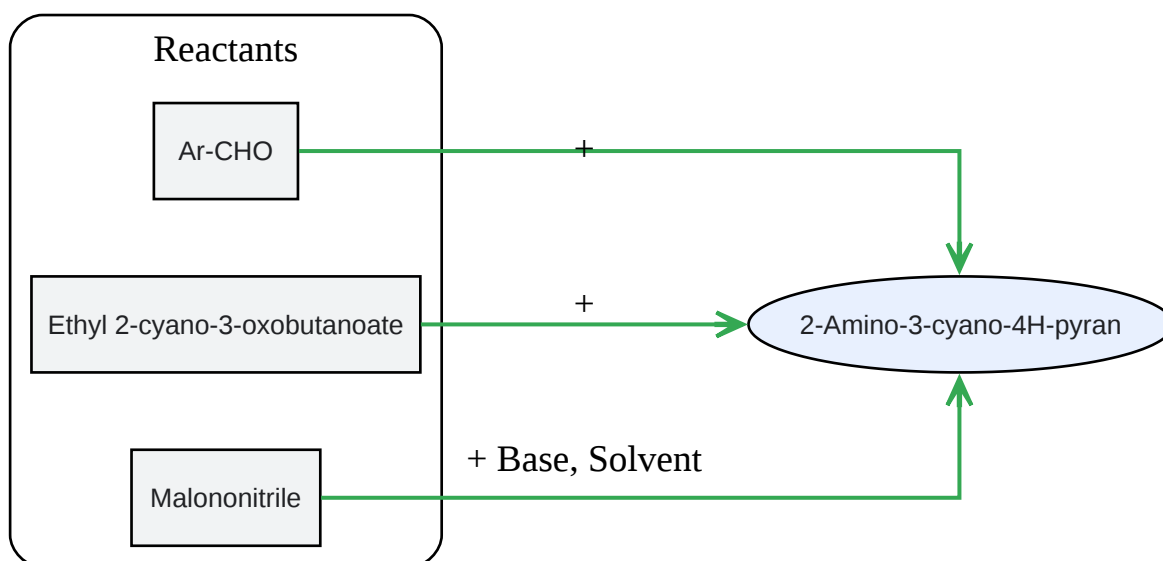 Reactants
Ar-CHO
+
Ethyl 2-cyano-3-oxobutanoate
+
2-Amino-3-cyano-4H-pyran
Malononitrile
+ Base, Solvent